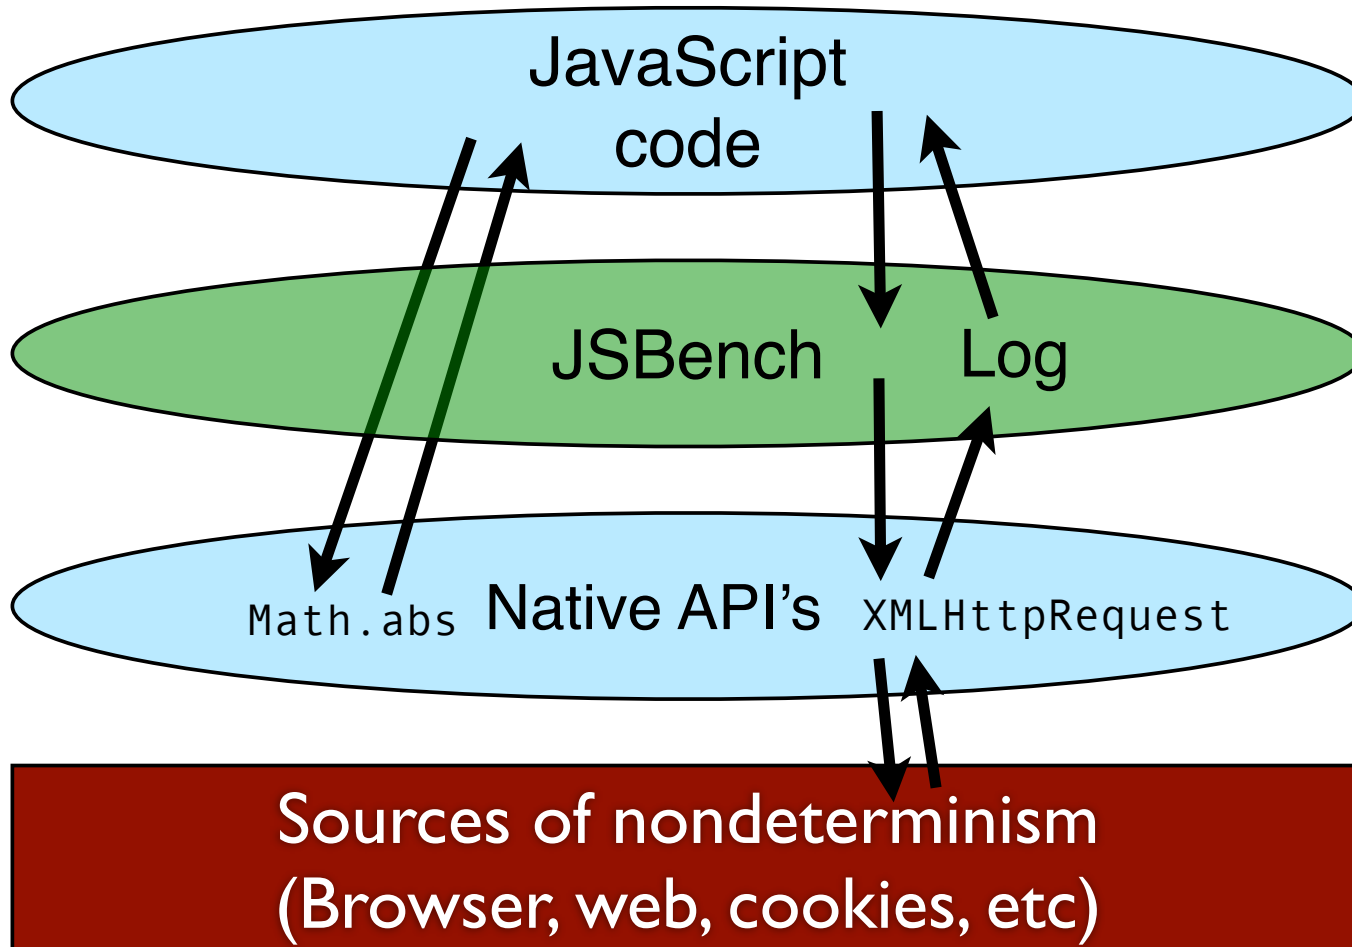 JavaScript
code
JSBench Log
Math.abs Native API's XMLHttpRequest
Sources of nondeterminism
(Browser, web, cookies, etc)